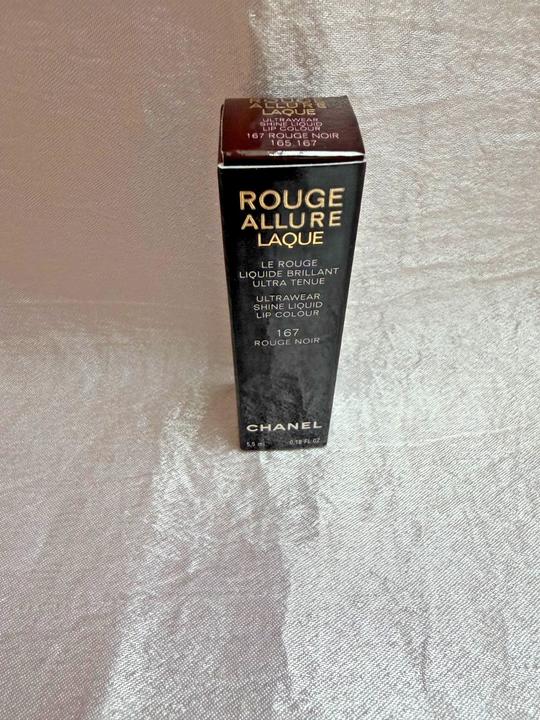 ROUGE
ALLURE
LAQUE
ULTRAWEAR
SHINE LIQUID
LIP COLOUR
167 ROUGE NOIR
165.167
ROUGE
ALLURE
LAQUE
LE ROUGE
LIQUIDE BRILLANT
ULTRA TENUE
ULTRAWEAR
SHINE LIQUID
LIP COLOUR
167
ROUGE NOIR
CHANEL
5,5 ml 0.18 FL OZ